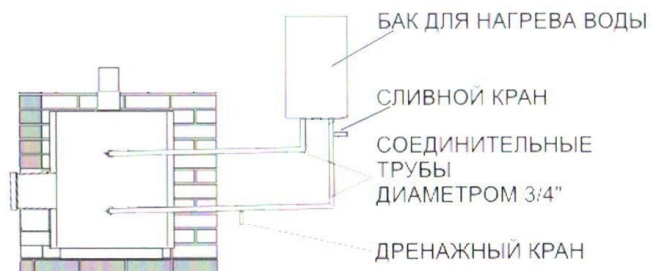 БАК ДЛЯ НАГРЕВА ВОДЫ
СЛИВНОЙ КРАН
СОЕДИНИТЕЛЬНЫЕ
ТРУБЫ
ДИАМЕТРОМ 3/4"
ДРЕНАЖНЫЙ КРАН